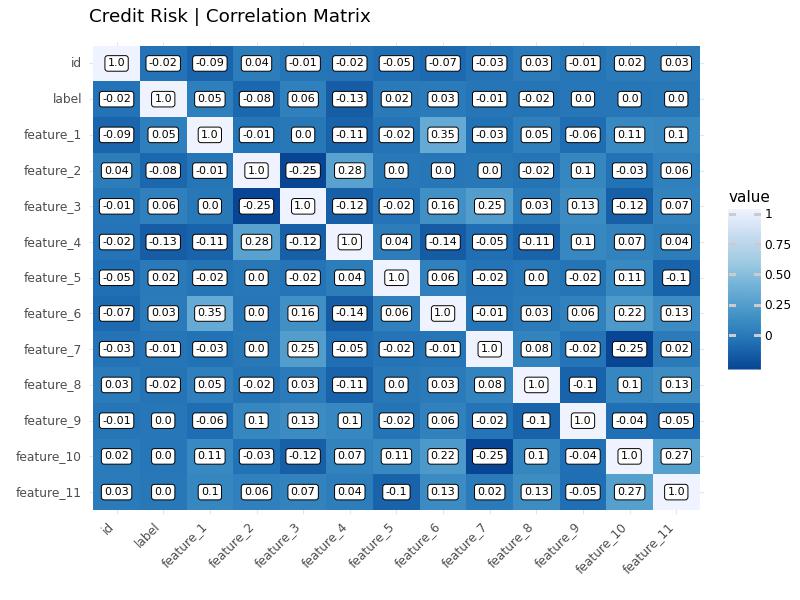 Credit Risk | Correlation Matrix
id 1.0 -0.02 -0.09 0.04 -0.01 -0.02 -0.05 -0.07 -0.03 0.03 -0.01 0.02 0.03
label -0.02 1.0 0.05 -0.08 0.06 -0.13 0.02 0.03 -0.01 -0.02 0.0 0.0 0.0
feature_1 -0.09 0.05 1.0 -0.01 0.0 -0.11 -0.02 0.35 -0.03 0.05 -0.06 0.11 0.1
feature_2 0.04 -0.08 -0.01 1.0 -0.25 0.28 0.0 0.0 0.0 -0.02 0.1 -0.03 0.06
feature_3 -0.01 0.06 0.0 -0.25 1.0 -0.12 -0.02 0.16 0.25 0.03 0.13 -0.12 0.07
feature_4 -0.02 -0.13 -0.11 0.28 -0.12 1.0 0.04 -0.14 -0.05 -0.11 0.1 0.07 0.04
feature_5 -0.05 0.02 -0.02 0.0 -0.02 0.04 1.0 0.06 -0.02 0.0 -0.02 0.11 -0.1
feature_6 -0.07 0.03 0.35 0.0 0.16 -0.14 0.06 1.0 -0.01 0.03 0.06 0.22 0.13
feature_7 -0.03 -0.01 -0.03 0.0 0.25 -0.05 -0.02 -0.01 1.0 0.08 -0.02 -0.25 0.02
feature_8 0.03 -0.02 0.05 -0.02 0.03 -0.11 0.0 0.03 0.08 1.0 -0.1 0.1 0.13
feature_9 -0.01 0.0 -0.06 0.1 0.13 0.1 -0.02 0.06 -0.02 -0.1 1.0 -0.04 -0.05
feature_10 0.02 0.0 0.11 -0.03 -0.12 0.07 0.11 0.22 -0.25 0.1 -0.04 1.0 0.27
feature_11 0.03 0.0 0.1 0.06 0.07 0.04 -0.1 0.13 0.02 0.13 -0.05 0.27 1.0
id label feature_1 feature_2 feature_3 feature_4 feature_5 feature_6 feature_7 feature_8 feature_9 feature_10 feature_11
value
1
0.75
0.50
0.25
0